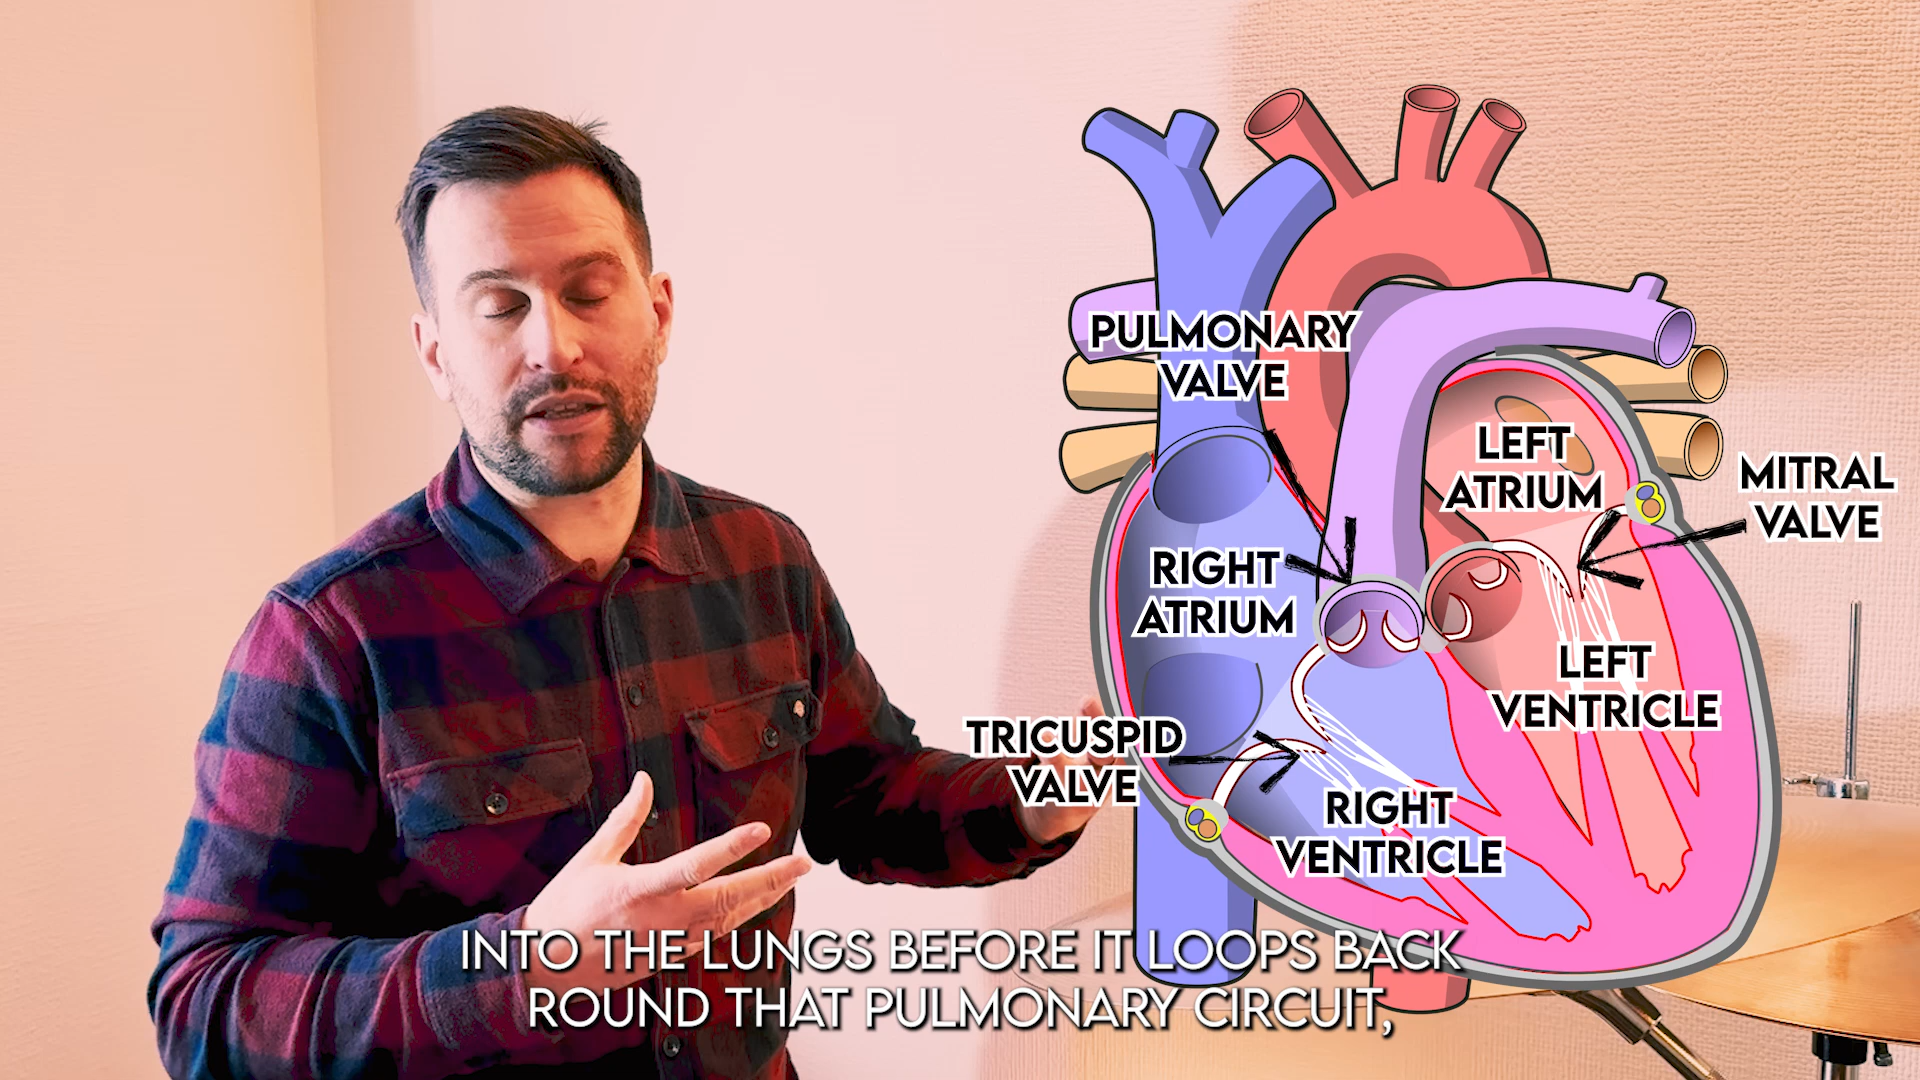 PULMONARY
VALVE
LEFT
ATRIUM
MITRAL
VALVE
RIGHT
ATRIUM
LEFT
VENTRICLE
TRICUSPID
VALVE
RIGHT
VENTRICLE
INTO THE LUNGS BEFORE IT LOOPS BACK
ROUND THAT PULMONARY CIRCUIT,